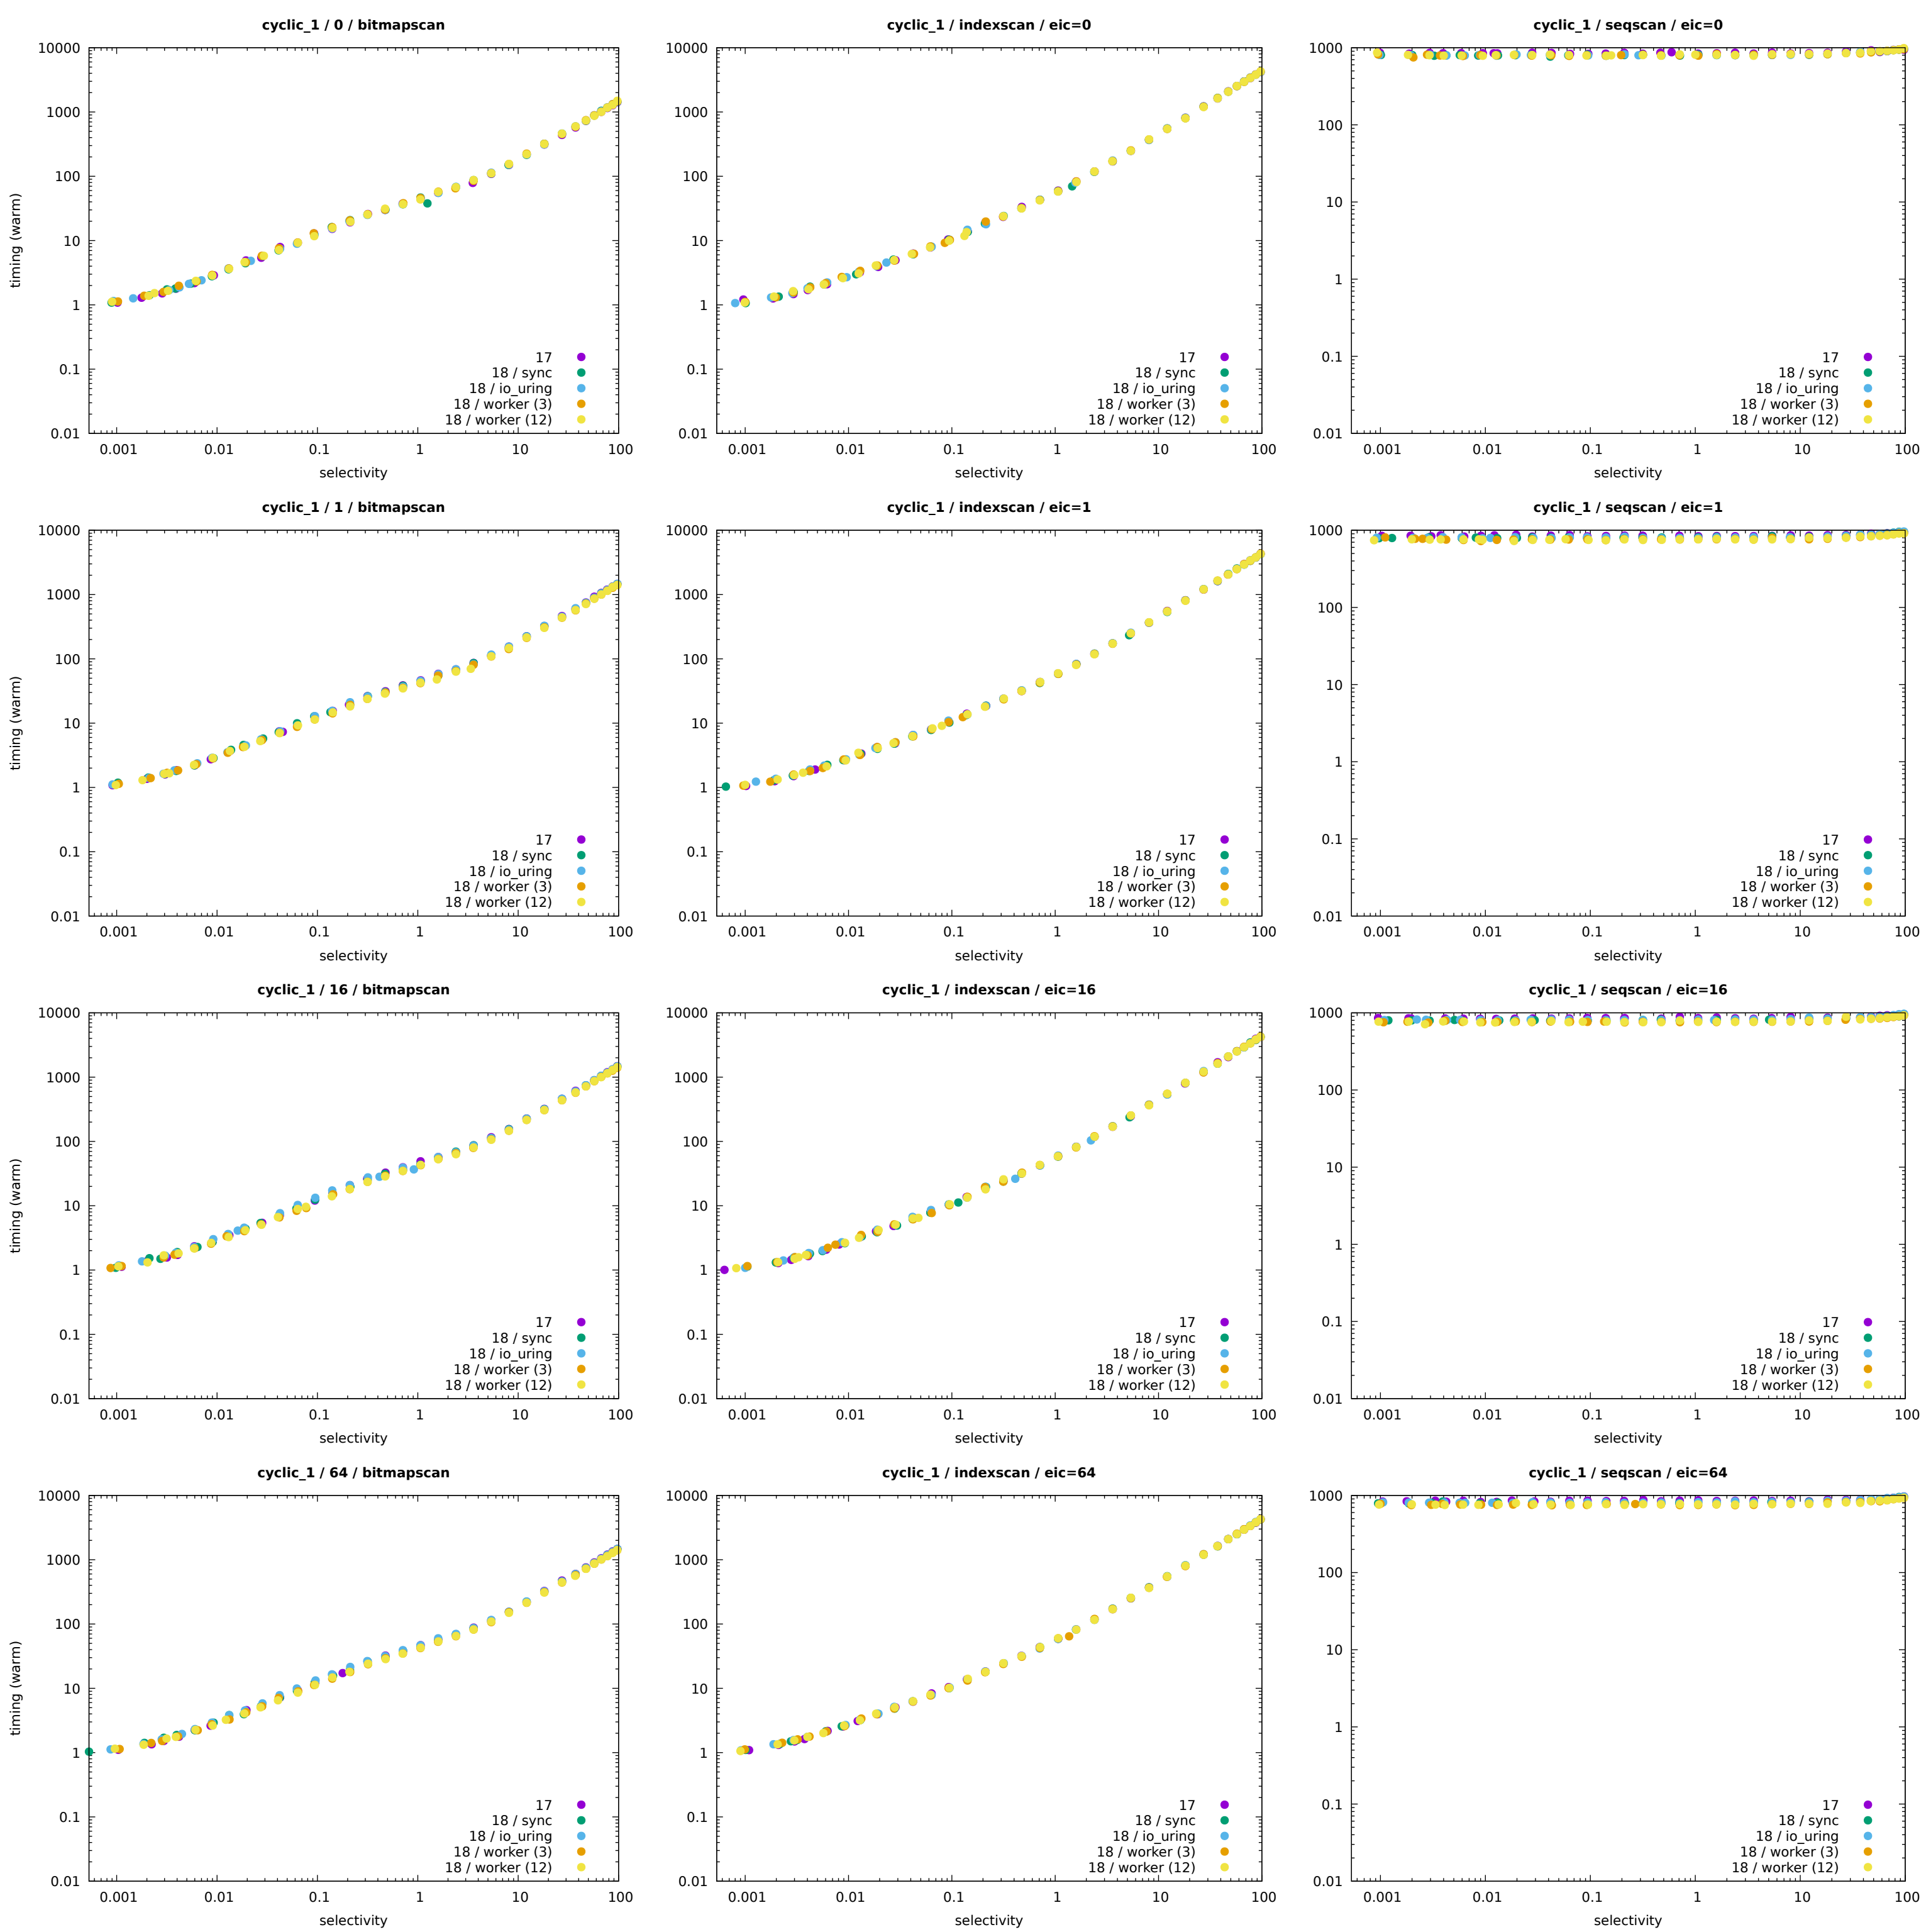 cyclic_1 / 0 / bitmapscan
10000
1000
100
10
1
0.1
0.01
timing (warm)
17
18 / sync
18 / io_uring
18 / worker (3)
18 / worker (12)
0.001 0.01 0.1 1 10 100
selectivity
cyclic_1 / indexscan / eic=0
10000
1000
100
10
1
0.1
0.01
17
18 / sync
18 / io_uring
18 / worker (3)
18 / worker (12)
0.001 0.01 0.1 1 10 100
selectivity
cyclic_1 / seqscan / eic=0
1000
100
10
1
0.1
0.01
17
18 / sync
18 / io_uring
18 / worker (3)
18 / worker (12)
0.001 0.01 0.1 1 10 100
selectivity
cyclic_1 / 1 / bitmapscan
10000
1000
100
10
1
0.1
0.01
timing (warm)
17
18 / sync
18 / io_uring
18 / worker (3)
18 / worker (12)
0.001 0.01 0.1 1 10 100
selectivity
cyclic_1 / indexscan / eic=1
10000
1000
100
10
1
0.1
0.01
17
18 / sync
18 / io_uring
18 / worker (3)
18 / worker (12)
0.001 0.01 0.1 1 10 100
selectivity
cyclic_1 / seqscan / eic=1
1000
100
10
1
0.1
0.01
17
18 / sync
18 / io_uring
18 / worker (3)
18 / worker (12)
0.001 0.01 0.1 1 10 100
selectivity
cyclic_1 / 16 / bitmapscan
10000
1000
100
10
1
0.1
0.01
timing (warm)
17
18 / sync
18 / io_uring
18 / worker (3)
18 / worker (12)
0.001 0.01 0.1 1 10 100
selectivity
cyclic_1 / indexscan / eic=16
10000
1000
100
10
1
0.1
0.01
17
18 / sync
18 / io_uring
18 / worker (3)
18 / worker (12)
0.001 0.01 0.1 1 10 100
selectivity
cyclic_1 / seqscan / eic=16
1000
100
10
1
0.1
0.01
17
18 / sync
18 / io_uring
18 / worker (3)
18 / worker (12)
0.001 0.01 0.1 1 10 100
selectivity
cyclic_1 / 64 / bitmapscan
10000
1000
100
10
1
0.1
0.01
timing (warm)
17
18 / sync
18 / io_uring
18 / worker (3)
18 / worker (12)
0.001 0.01 0.1 1 10 100
selectivity
cyclic_1 / indexscan / eic=64
10000
1000
100
10
1
0.1
0.01
17
18 / sync
18 / io_uring
18 / worker (3)
18 / worker (12)
0.001 0.01 0.1 1 10 100
selectivity
cyclic_1 / seqscan / eic=64
1000
100
10
1
0.1
0.01
17
18 / sync
18 / io_uring
18 / worker (3)
18 / worker (12)
0.001 0.01 0.1 1 10 100
selectivity